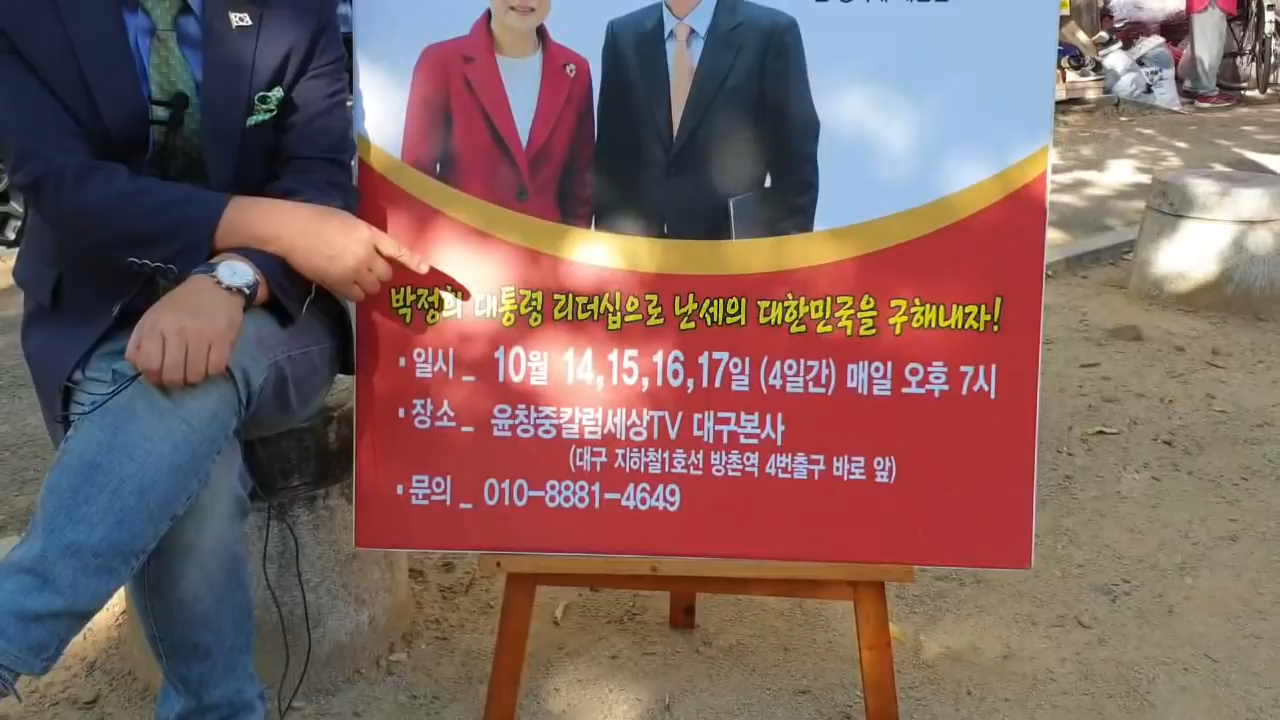 박정희 대통령 리더십으로 난세의 대한민국을 구해내자!
· 일시 _ 10월 14,15,16,17일 (4일간) 매일 오후 7시
· 장소 _ 윤창중칼럼세상TV 대구본사
(대구 지하철1호선 방촌역 4번출구 바로 앞)
· 문의 _ 010-8881-4649